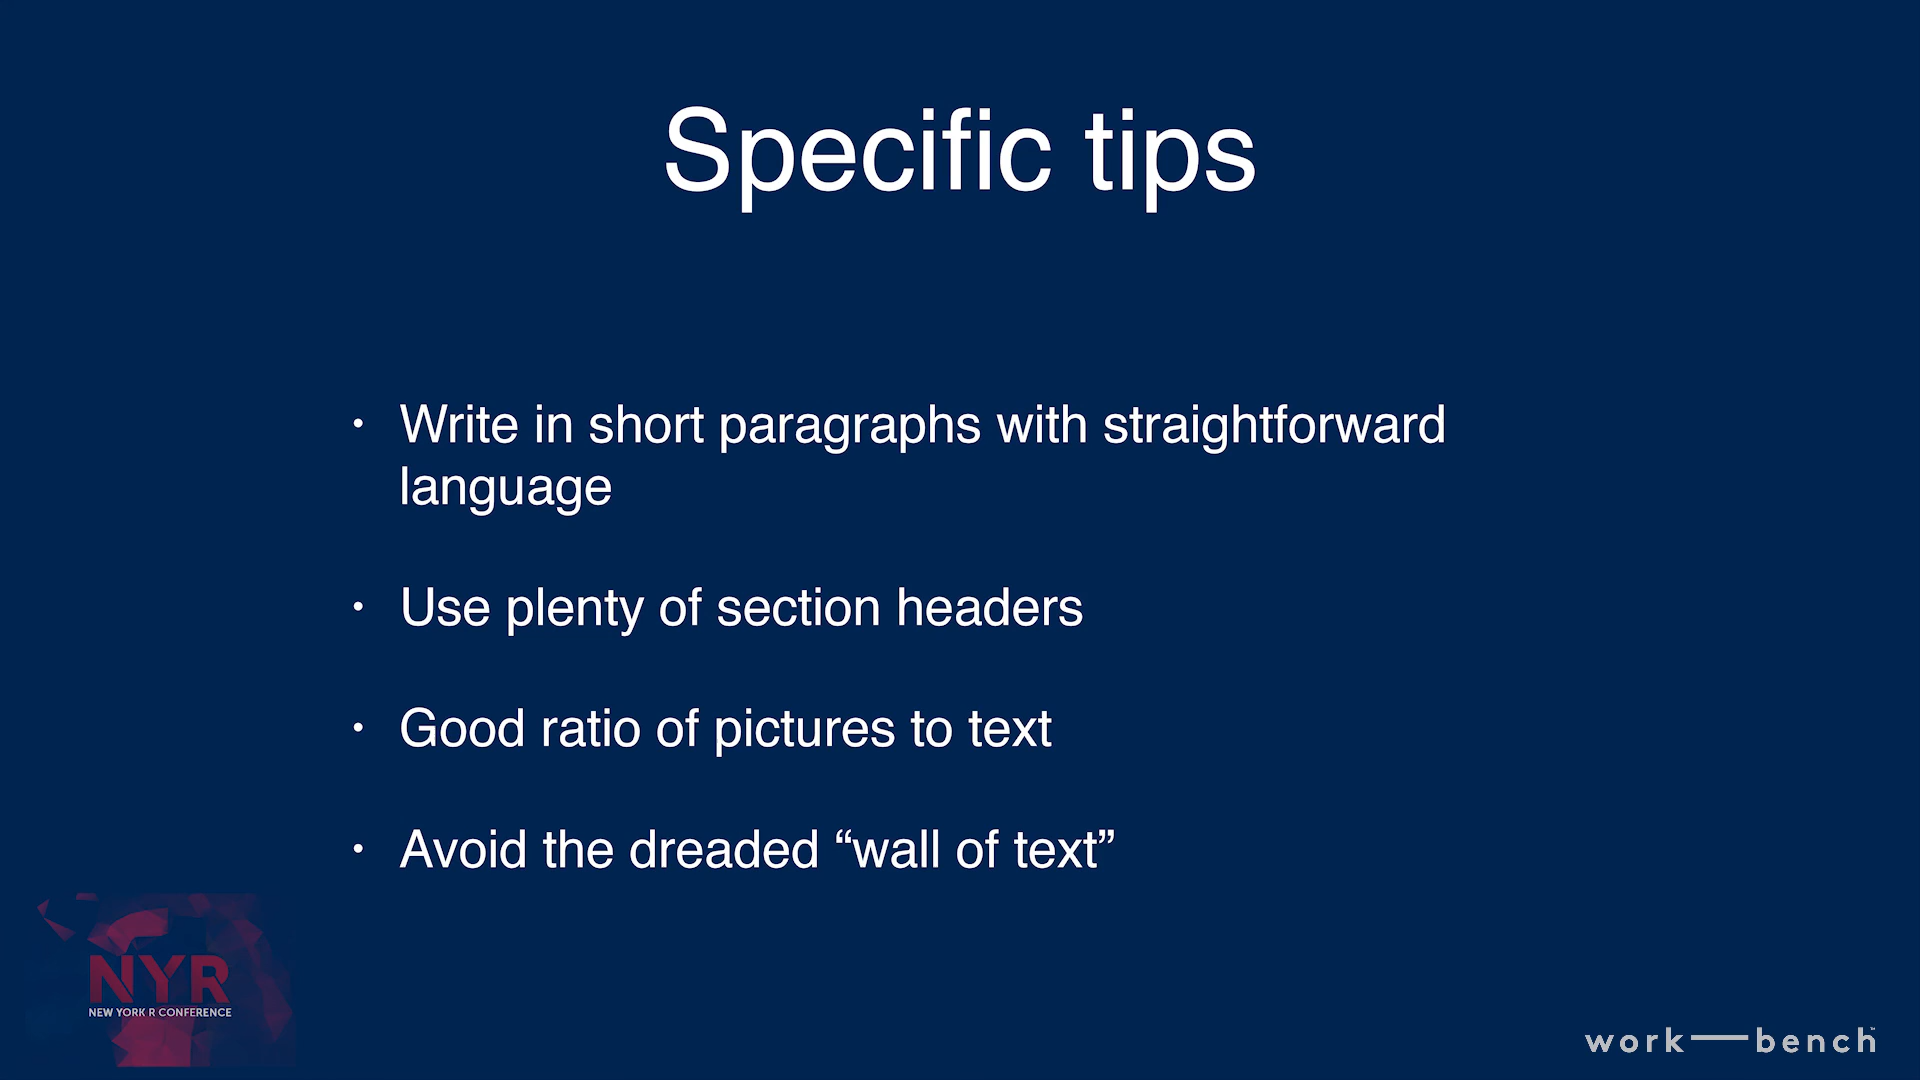 Specific tips
• Write in short paragraphs with straightforward
language
• Use plenty of section headers
• Good ratio of pictures to text
• Avoid the dreaded “wall of text”
NYR
NEW YORK R CONFERENCE
work—bench™